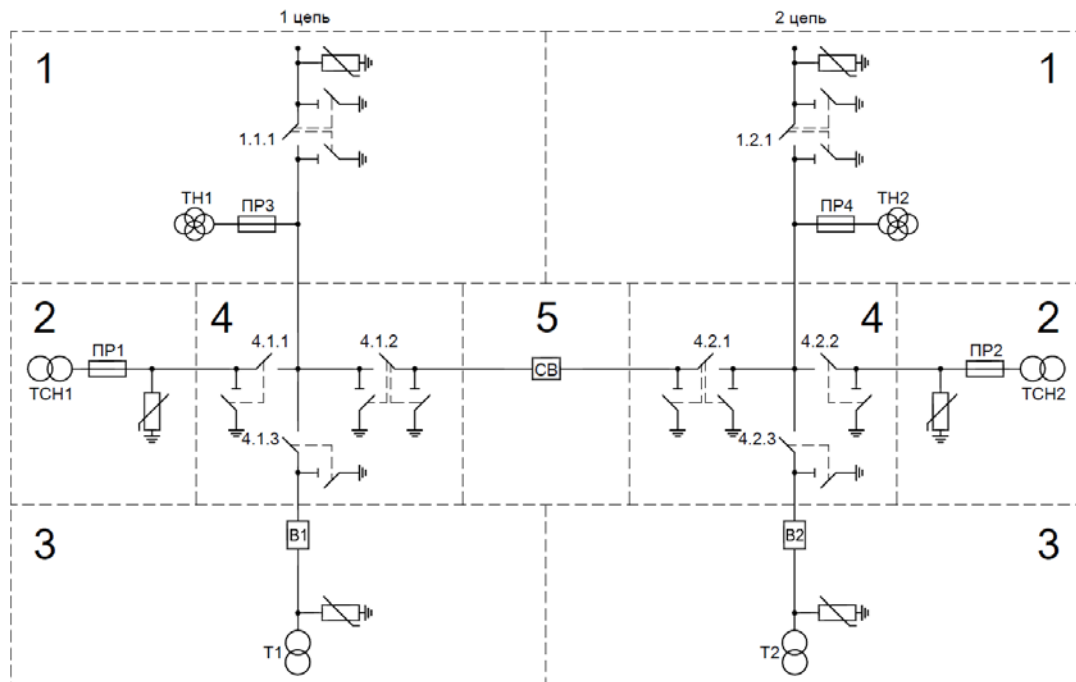 1 цепь
2 цепь
1
1
1.1.1
1.2.1
ТН1
ПР3
ПР4
ТН2
2
4
5
4
2
4.1.1
4.1.2
4.2.1
4.2.2
ПР1
ПР2
СВ
ТСН1
ТСН2
4.1.3
4.2.3
3
В1
В2
3
Т1
Т2